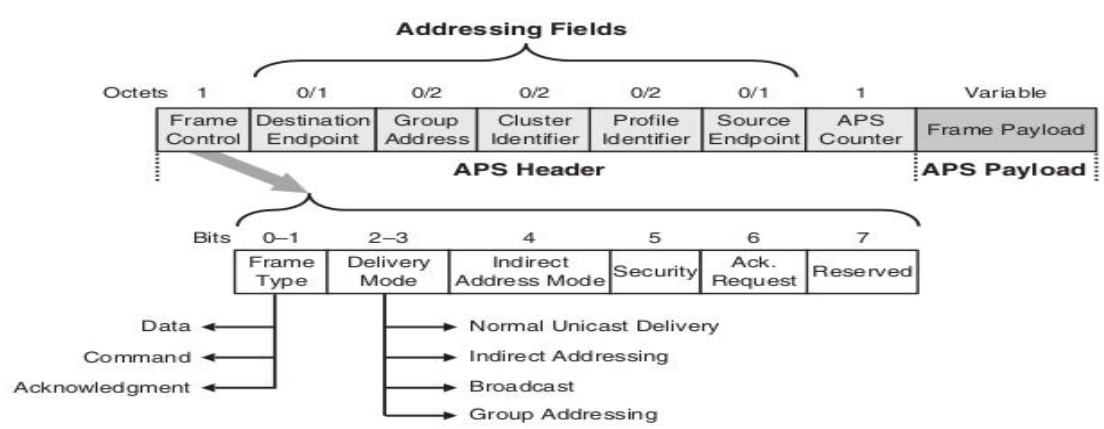 Addressing Fields
Octets 1 0/1 0/2 0/2 0/2 0/1 1 Variable
Frame Destination Group Cluster Profile Source APS Frame Payload
Control Endpoint Address Identifier Identifier Endpoint Counter
APS Header APS Payload
Bits 0–1 2–3 4 5 6 7
Frame Delivery Indirect Security Ack. Reserved
Type Mode Address Mode Request
Data Normal Unicast Delivery
Command Indirect Addressing
Acknowledgment Broadcast
Group Addressing